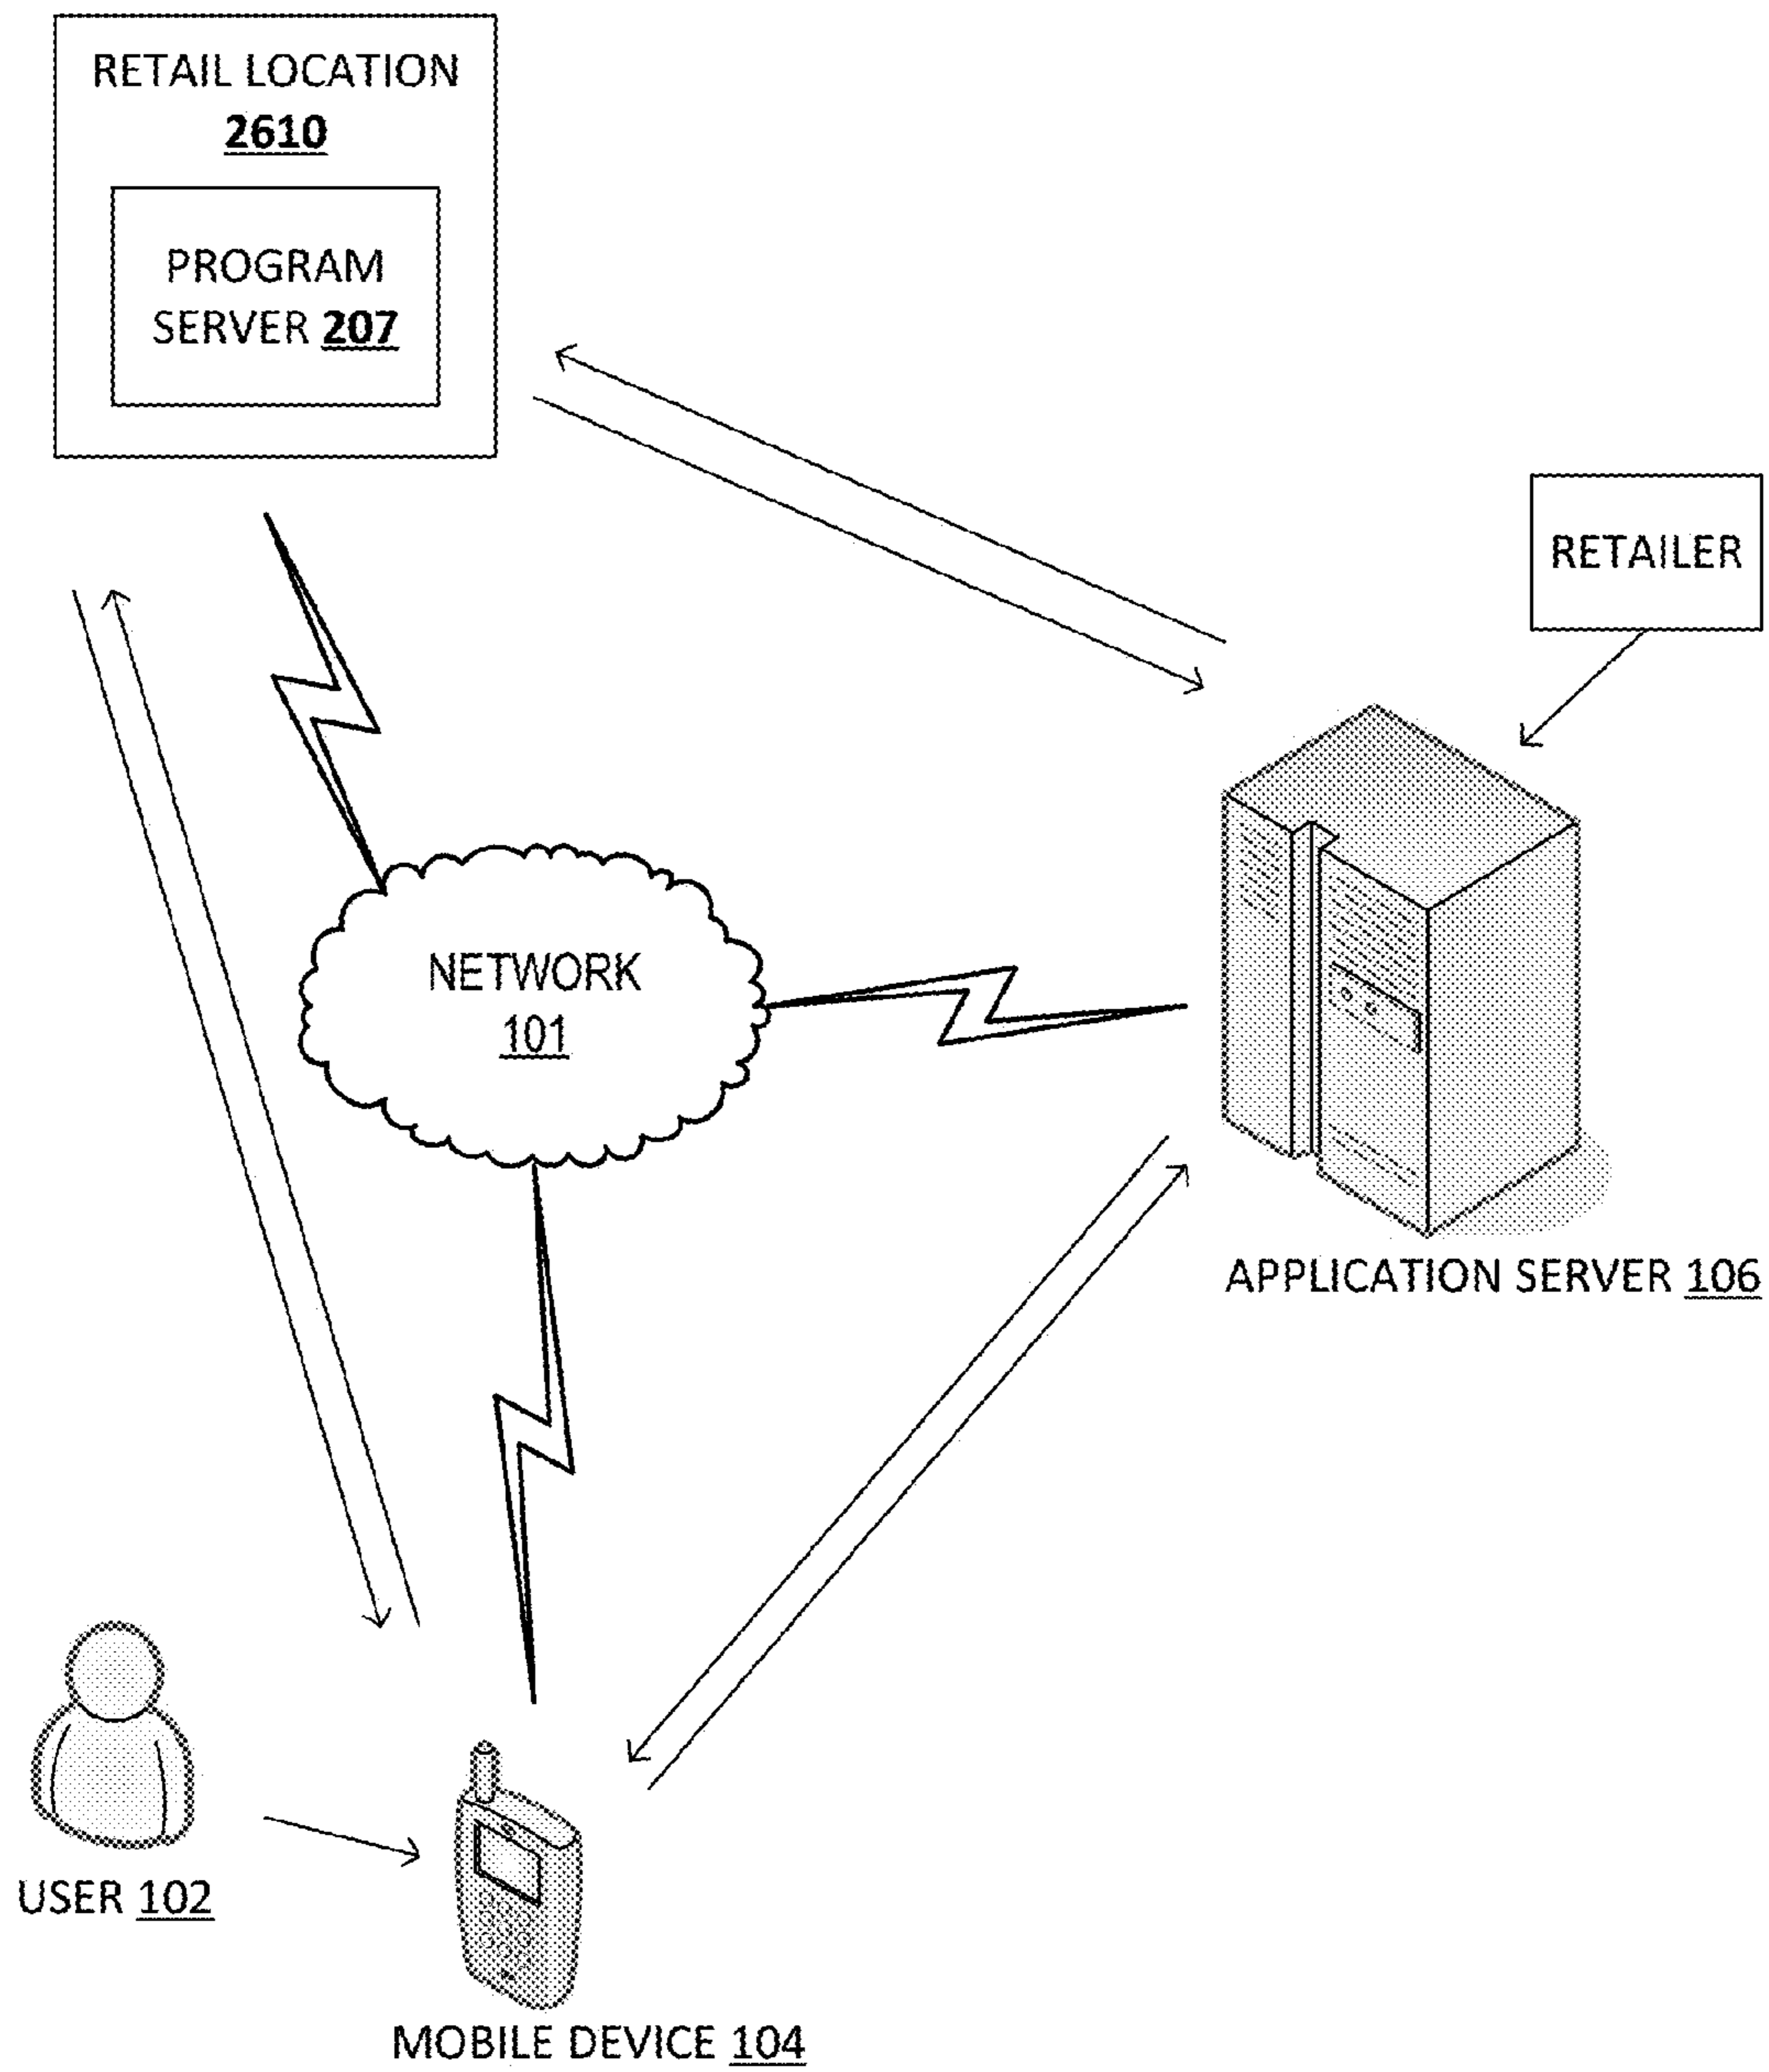 RETAIL LOCATION
2610
PROGRAM
SERVER 207
RETAILER
NETWORK
101
APPLICATION SERVER 106
USER 102
MOBILE DEVICE 104